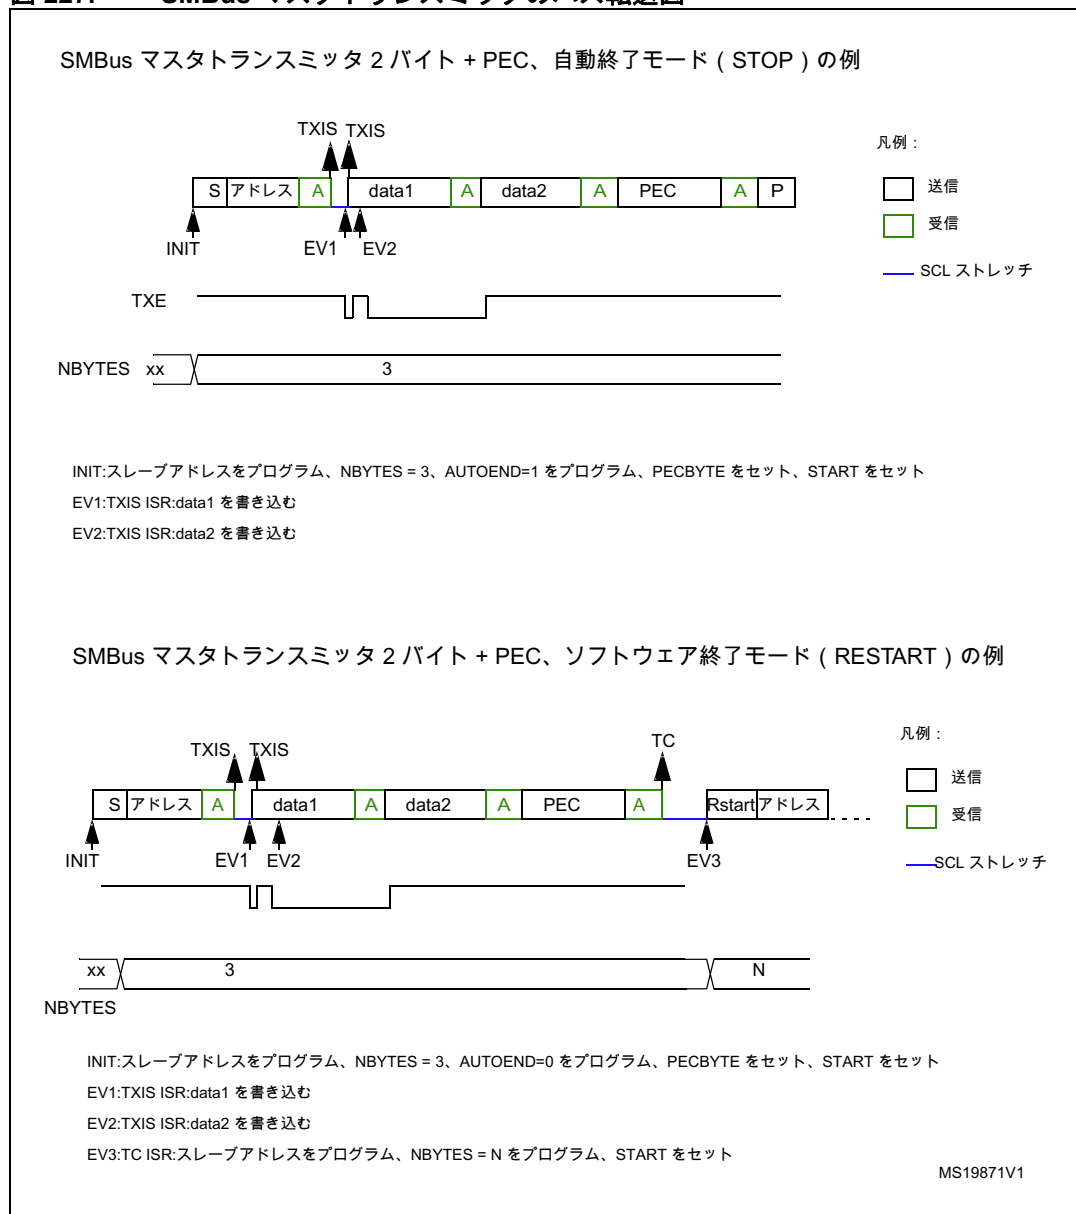 SMBus マスタトランスミッタ 2 バイト + PEC、自動終了モード ( STOP ) の例
TXIS TXIS
凡例 :
S アドレス A data1 A data2 A PEC A P
送信
受信
INIT EV1 EV2
SCL ストレッチ
TXE
NBYTES xx 3
INIT:スレーブアドレスをプログラム、NBYTES = 3、AUTOEND=1 をプログラム、PECBYTE をセット、START をセット
EV1:TXIS ISR:data1 を書き込む
EV2:TXIS ISR:data2 を書き込む
SMBus マスタトランスミッタ 2 バイト + PEC、ソフトウェア終了モード ( RESTART ) の例
TXIS TXIS TC
凡例 :
送信
S アドレス A data1 A data2 A PEC A Rstart アドレス
受信
INIT EV1 EV2 EV3
SCL ストレッチ
xx 3 N
NBYTES
INIT:スレーブアドレスをプログラム、NBYTES = 3、AUTOEND=0 をプログラム、PECBYTE をセット、START をセット
EV1:TXIS ISR:data1 を書き込む
EV2:TXIS ISR:data2 を書き込む
EV3:TC ISR:スレーブアドレスをプログラム、NBYTES = N をプログラム、START をセット
MS19871V1